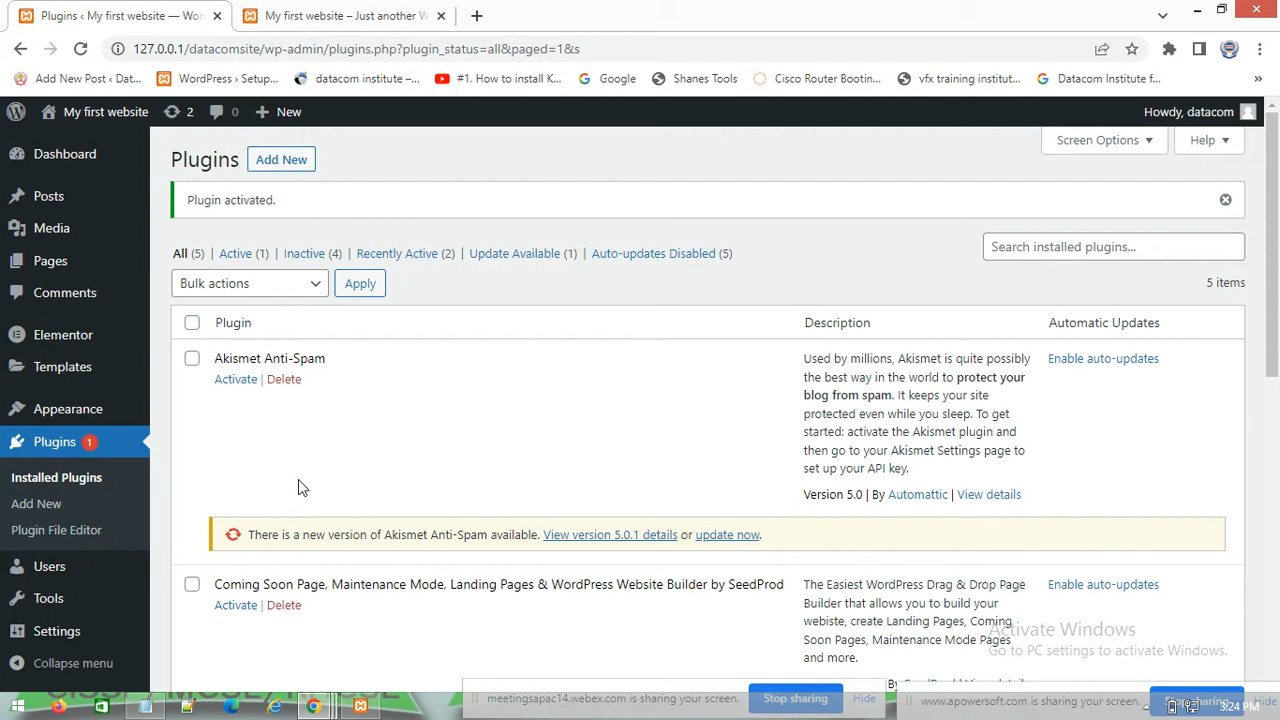 Plugins ‹ My first website — Wor
My first website – Just another W
127.0.0.1/datacomsite/wp-admin/plugins.php?plugin_status=all&paged=1&s
Add New Post ‹ Dat...
WordPress › Setup...
datacom institute –...
#1. How to install K...
Google
Shanes Tools
Cisco Router Bootin...
vfx training institut...
Datacom Institute f...
»
My first website
2
0
New
Howdy, datacom
Screen Options
Help
Dashboard
Posts
Media
Pages
Comments
Elementor
Templates
Appearance
Plugins 1
Installed Plugins
Add New
Plugin File Editor
Users
Tools
Settings
Collapse menu
Plugins
Add New
Plugin activated.
All (5) | Active (1) | Inactive (4) | Recently Active (2) | Update Available (1) | Auto-updates Disabled (5)
Search installed plugins...
Bulk actions
Apply
5 items
Plugin
Description
Automatic Updates
Akismet Anti-Spam
Activate | Delete
Used by millions, Akismet is quite possibly
the best way in the world to protect your
blog from spam. It keeps your site
protected even while you sleep. To get
started: activate the Akismet plugin and
then go to your Akismet Settings page to
set up your API key.
Version 5.0 | By Automattic | View details
Enable auto-updates
There is a new version of Akismet Anti-Spam available. View version 5.0.1 details or update now.
Coming Soon Page, Maintenance Mode, Landing Pages & WordPress Website Builder by SeedProd
Activate | Delete
The Easiest WordPress Drag & Drop Page
Builder that allows you to build your
webiste, create Landing Pages, Coming
Soon Pages, Maintenance Mode Pages
and more.
Enable auto-updates
Activate Windows
Go to PC settings to activate Windows.
meetingsapac14.webex.com is sharing your screen.
Stop sharing
Hide
www.apowersoft.com is sharing your screen.
Stop sharing
Hide
3:24 PM